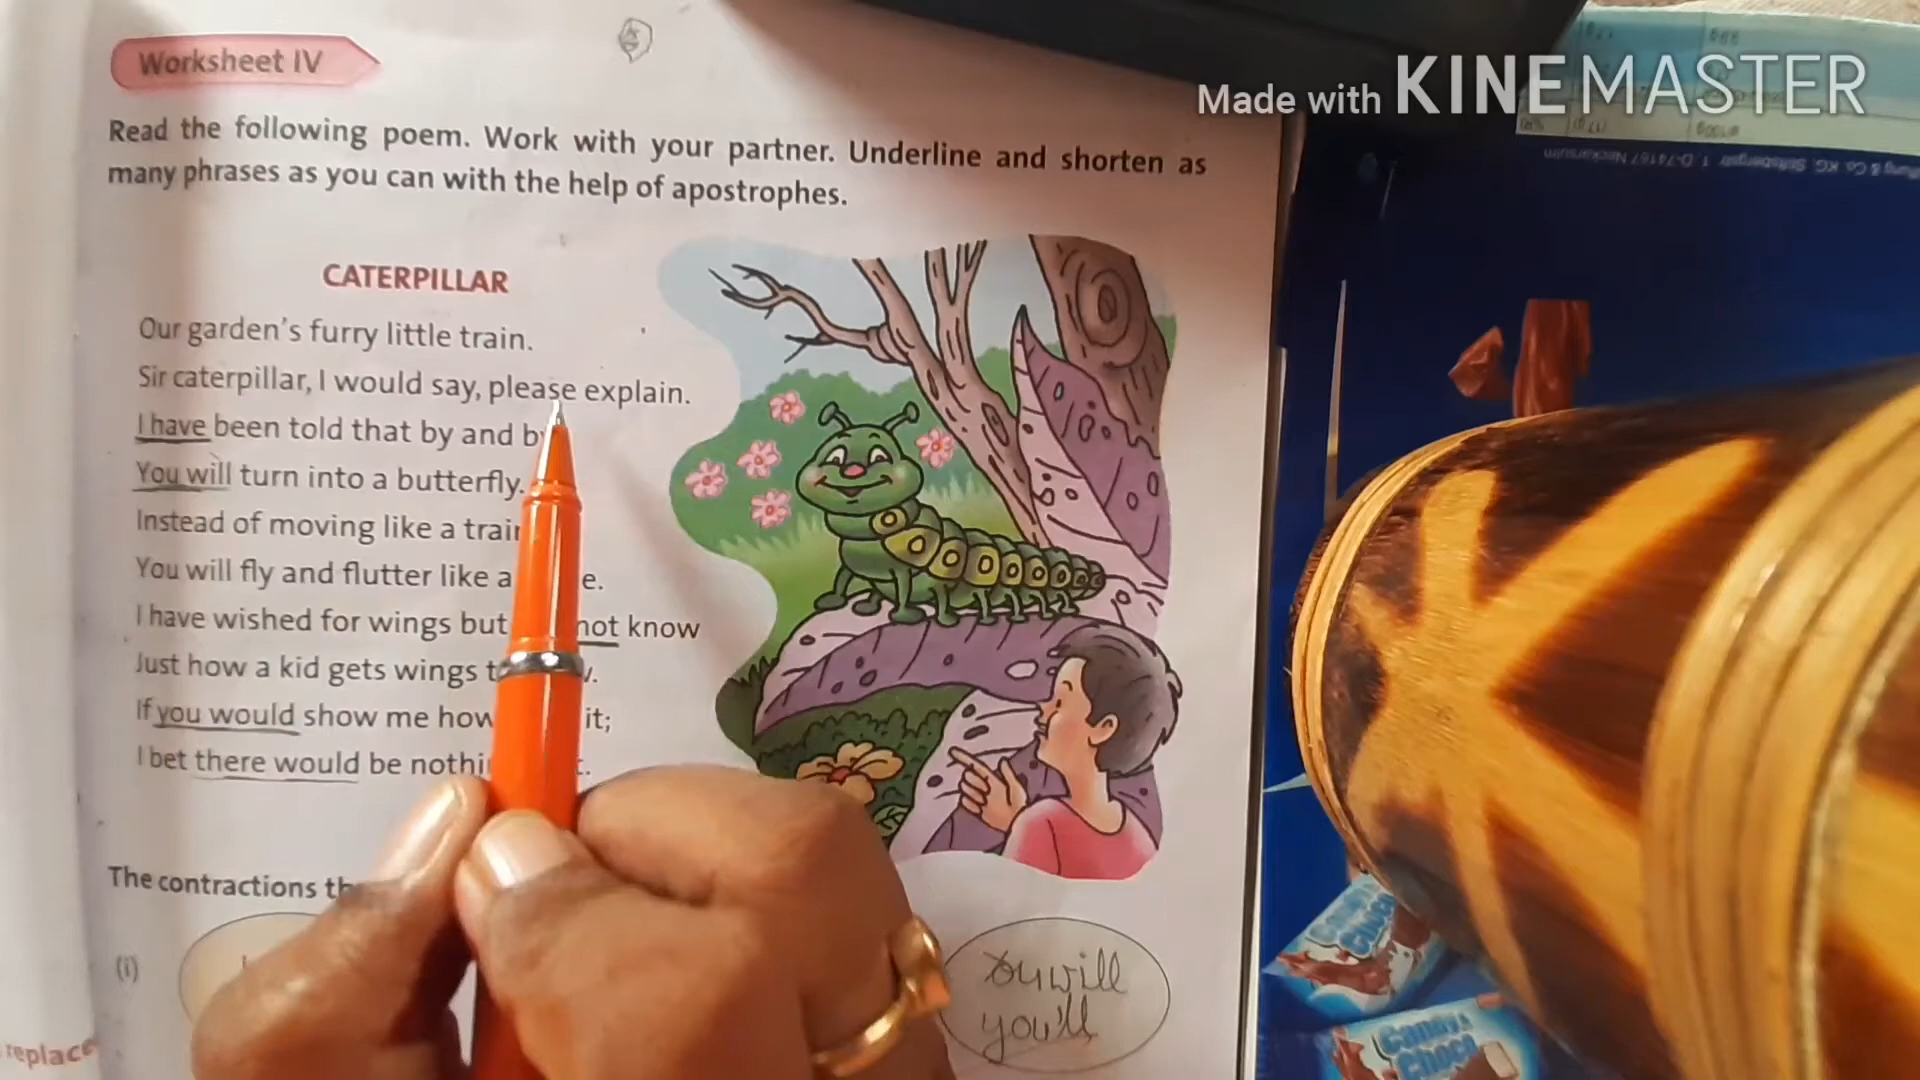 Worksheet IV
Made with KINEMASTER
Read the following poem. Work with your partner. Underline and shorten as
many phrases as you can with the help of apostrophes.
CATERPILLAR
Our garden's furry little train.
Sir caterpillar, I would say, please explain.
I have been told that by and
You will turn into a butterfly.
Instead of moving like a
You will fly and flutter like a
I have wished for wings but not know
Just how a kid gets wings
If you would show me how it;
I bet there would be
The contractions
(i)
You will
you'll
replace
Candy &
Choco